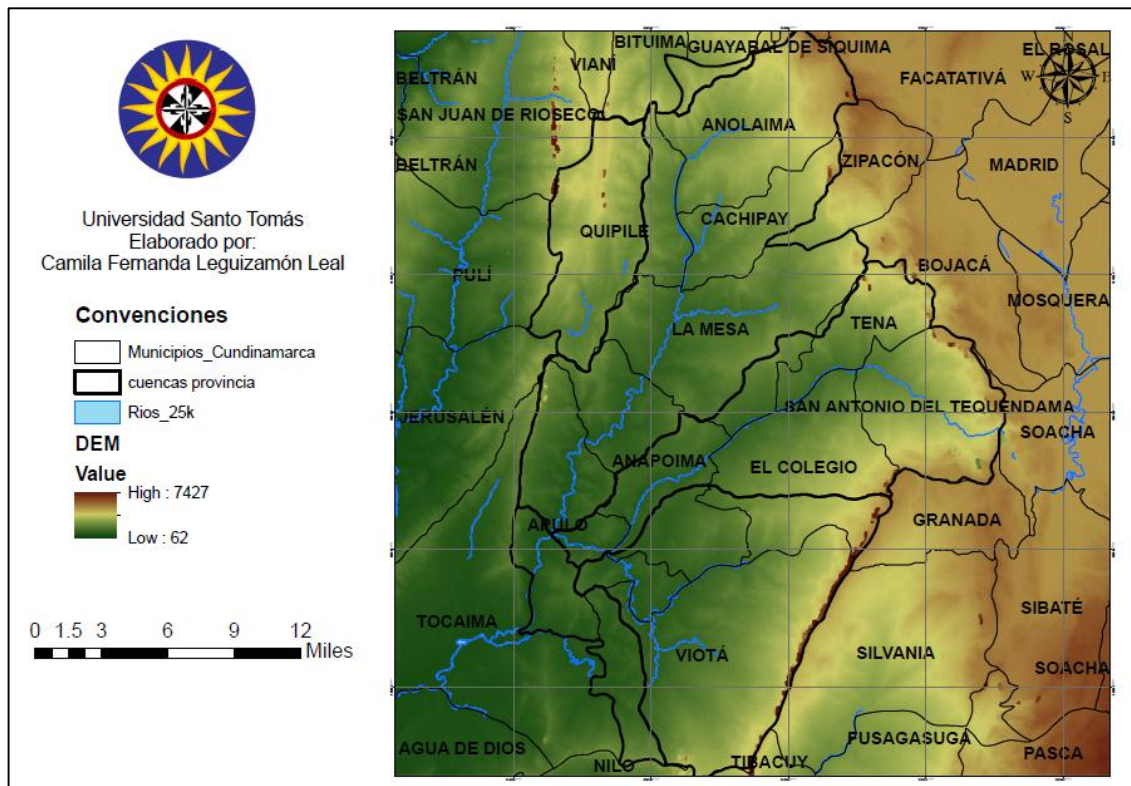 Universidad Santo Tomás
Elaborado por:
Camila Fernanda Leguizamón Leal
Convenciones
Municipios_Cundinamarca
cuencas provincia
Rios_25k
DEM
Value
High : 7427
Low : 62
0 1.5 3 6 9 12
Miles
BITUIMA
GUAYABAL DE SIQUIMA
N
EL ROSAL
VIANÍ
BELTRÁN
FACATATIVÁ
W E
S
SAN JUAN DE RIOSECO
ANOLAIMA
BELTRÁN
ZIPACÓN
MADRID
QUIPILE
CACHIPAY
PULÍ
BOJACÁ
MOSQUERA
LA MESA
TENA
JERUSALÉN
SAN ANTONIO DEL TEQUENDAMA
SOACHA
ANAPOIMA
EL COLEGIO
APULO
GRANADA
TOCAIMA
SIBATÉ
VIOTÁ
SILVANIA
SOACHA
AGUA DE DIOS
FUSAGASUGÁ
NILO
TIBACUY
PASCA